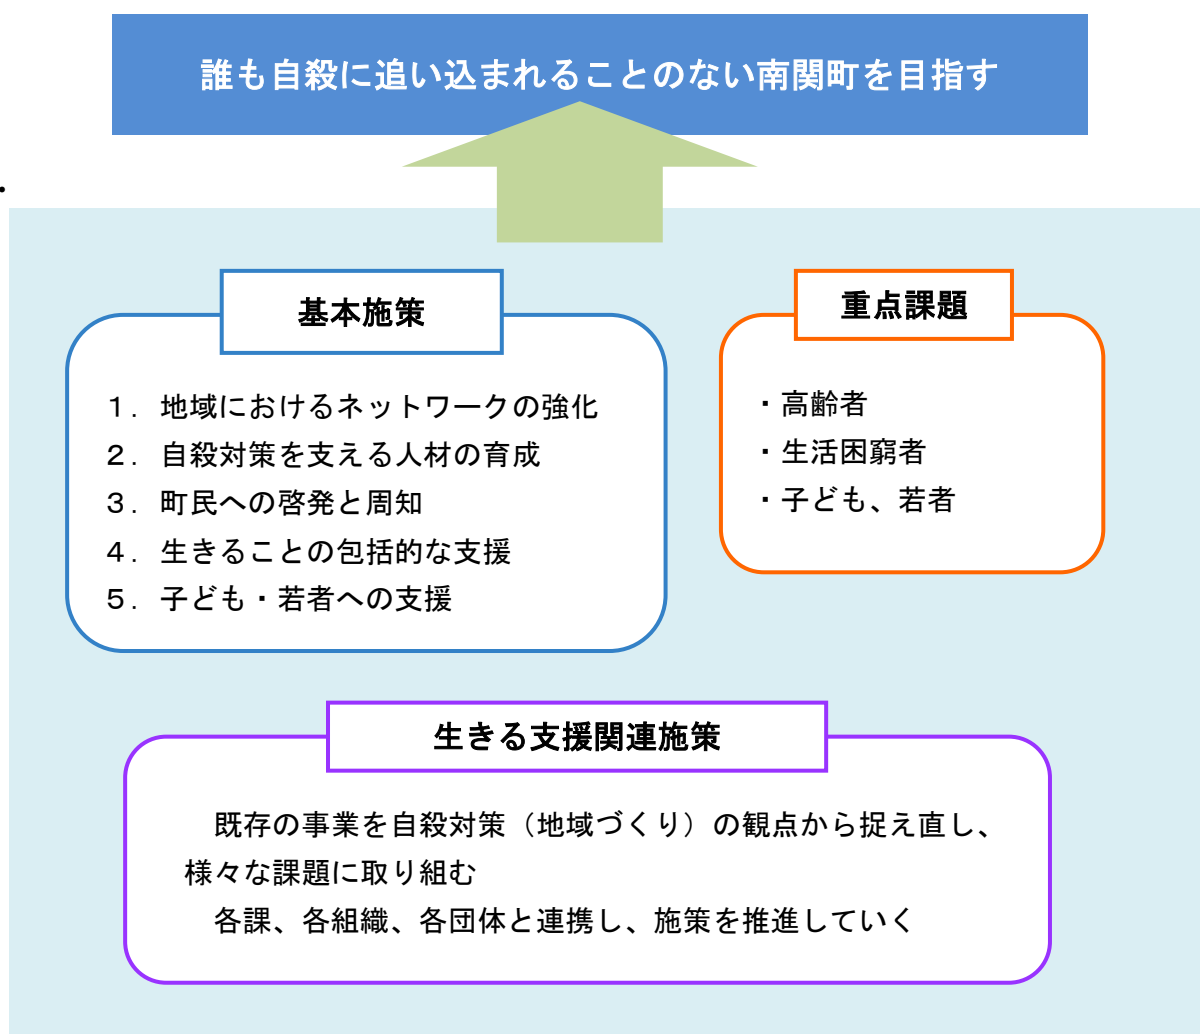 誰も自殺に追い込まれることのない南関町を目指す
基本施策
１．地域におけるネットワークの強化
２．自殺対策を支える人材の育成
３．町民への啓発と周知
４．生きることの包括的な支援
５．子ども・若者への支援
重点課題
・高齢者
・生活困窮者
・子ども、若者
生きる支援関連施策
既存の事業を自殺対策（地域づくり）の観点から捉え直し、
様々な課題に取り組む
各課、各組織、各団体と連携し、施策を推進していく